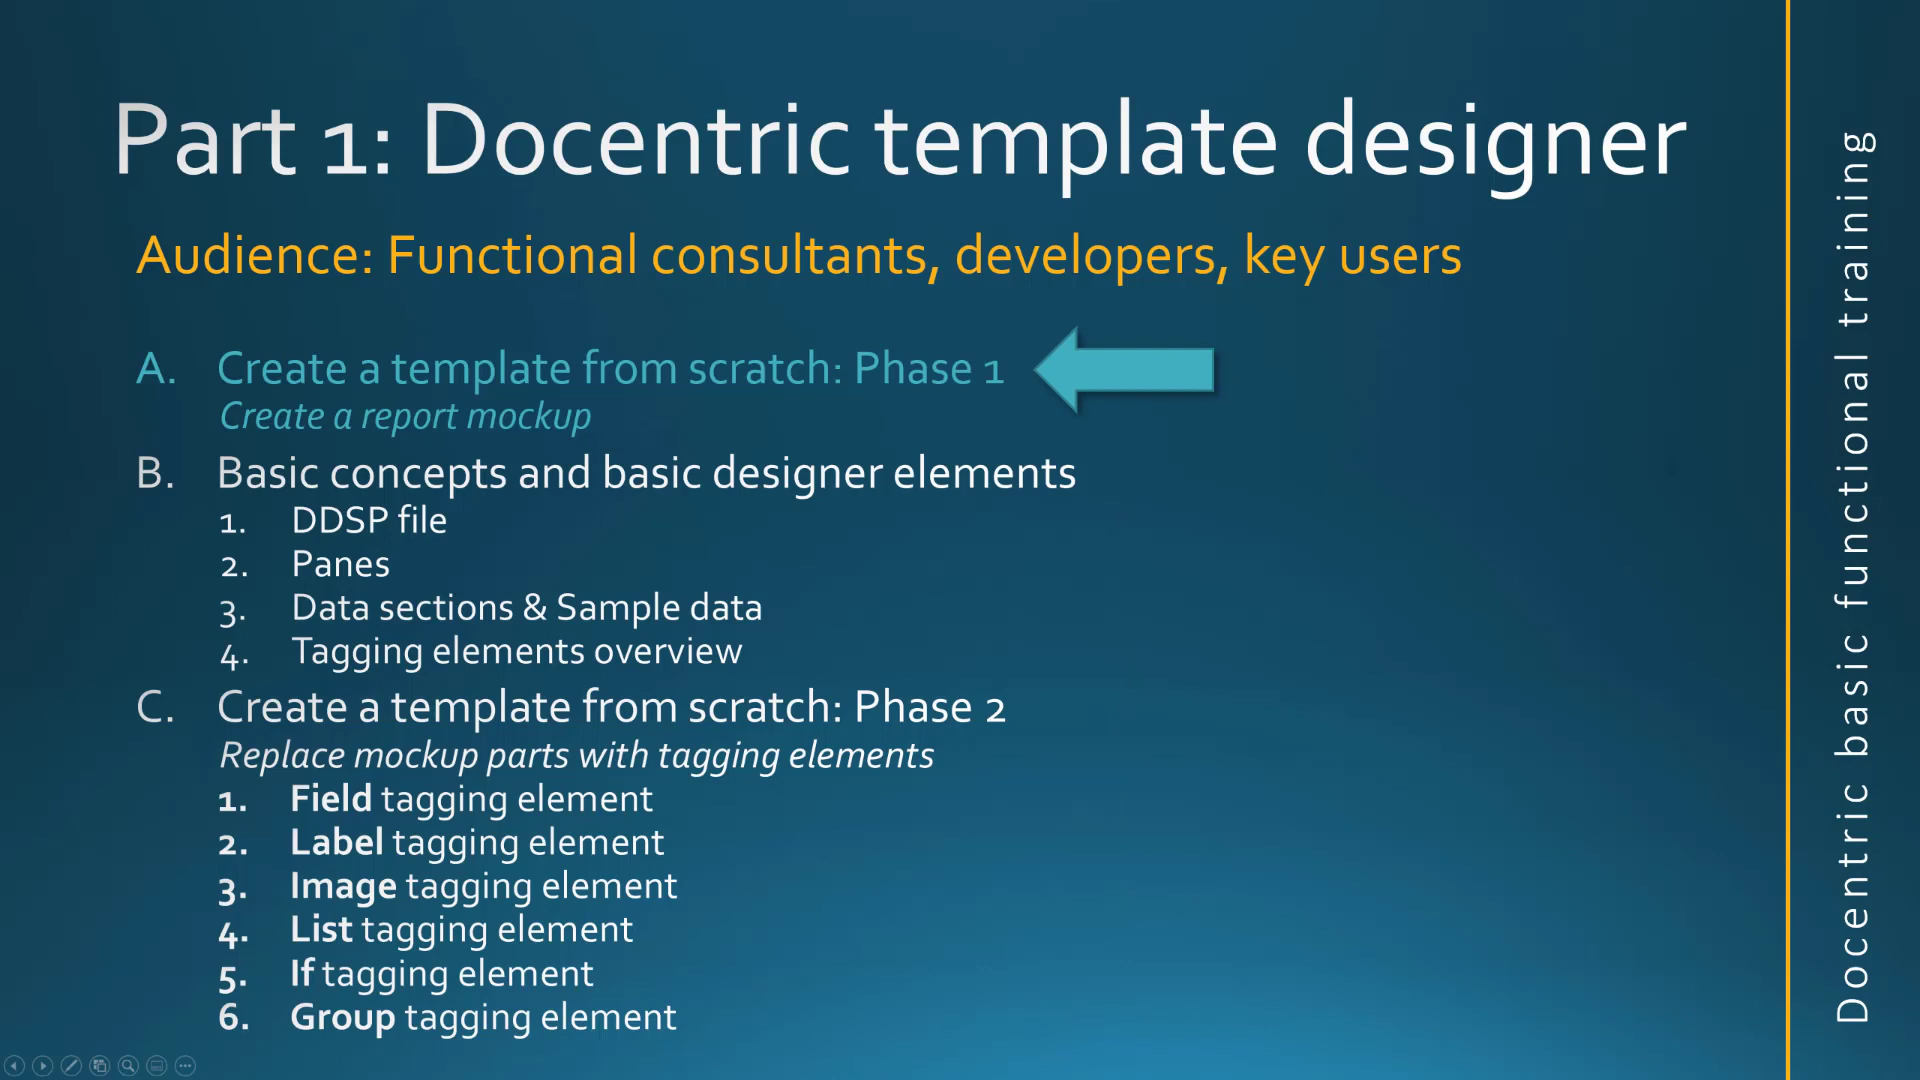 Part 1: Docentric template designer
Audience: Functional consultants, developers, key users
A. Create a template from scratch: Phase 1
Create a report mockup
B. Basic concepts and basic designer elements
1. DDSP file
2. Panes
3. Data sections & Sample data
4. Tagging elements overview
C. Create a template from scratch: Phase 2
Replace mockup parts with tagging elements
1. Field tagging element
2. Label tagging element
3. Image tagging element
4. List tagging element
5. If tagging element
6. Group tagging element
Docentric basic functional training